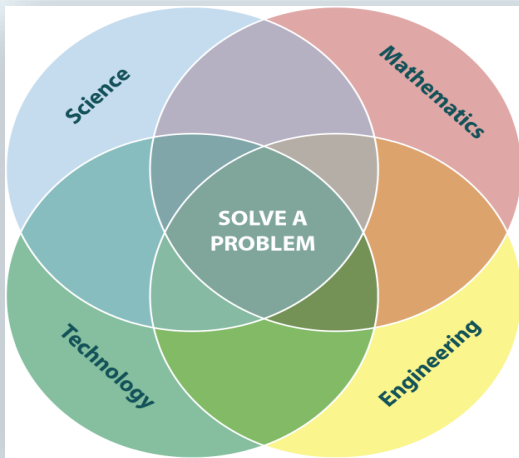 Science
Mathematics
SOLVE A
PROBLEM
Technology
Engineering